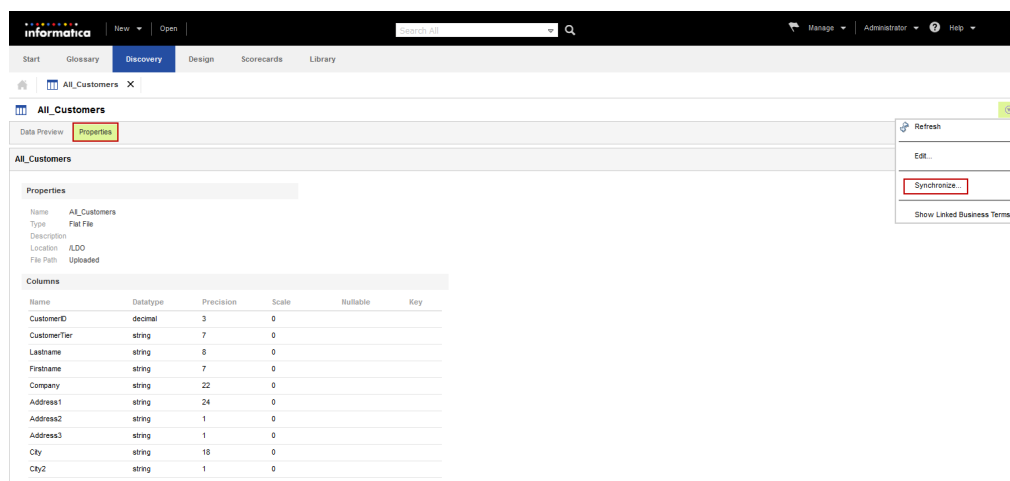 informatica New Open Search All Manage Administrator ? Help
Start Glossary Discovery Design Scorecards Library
All_Customers X
All_Customers
Data Preview Properties
Refresh
All_Customers
Edit...
Properties
Synchronize...
Name All_Customers
Type Flat File
Show Linked Business Terms
Description
Location /LDO
File Path Uploaded
Columns
Name Datatype Precision Scale Nullable Key
CustomerID decimal 3 0
CustomerTier string 7 0
Lastname string 8 0
Firstname string 7 0
Company string 22 0
Address1 string 24 0
Address2 string 1 0
Address3 string 1 0
City string 18 0
City2 string 1 0